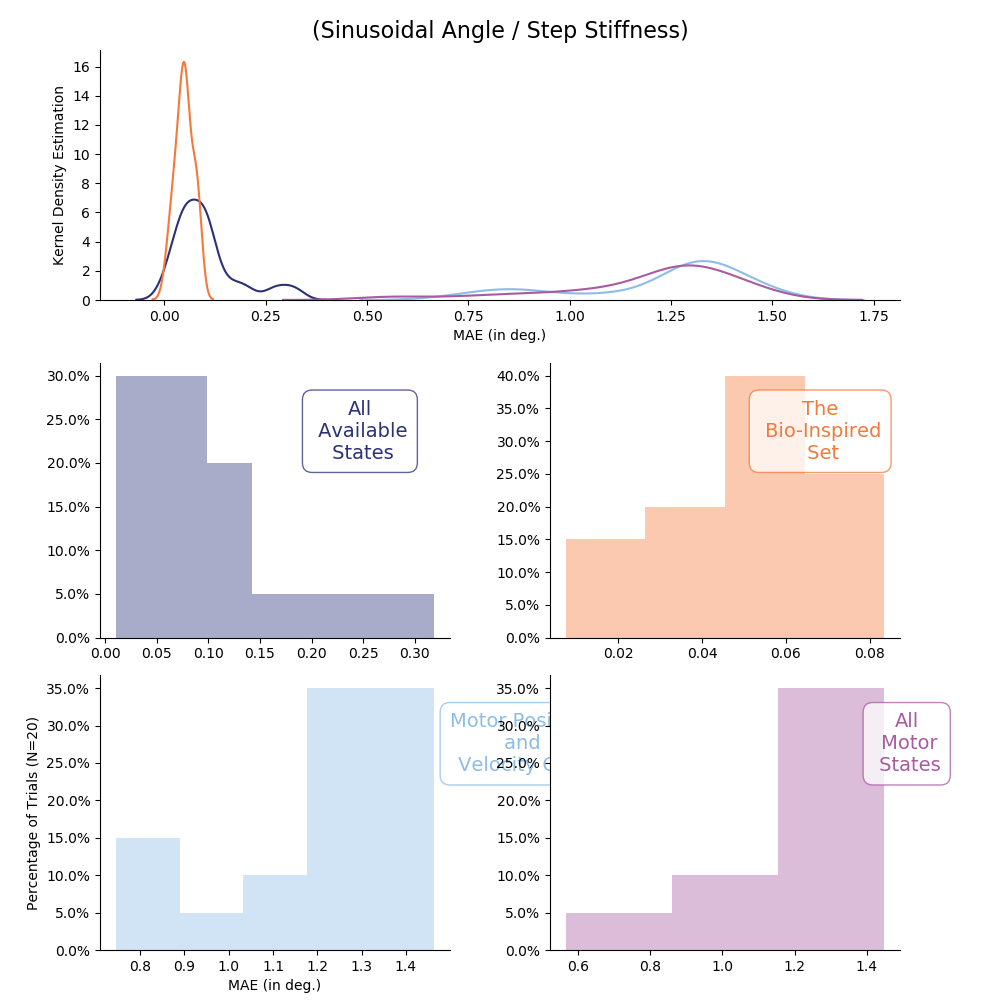 (Sinusoidal Angle / Step Stiffness)
Kernel Density Estimation
16
14
12
10
8
6
4
2
0
0.00 0.25 0.50 0.75 1.00 1.25 1.50 1.75
MAE (in deg.)
30.0%
25.0%
20.0%
15.0%
10.0%
5.0%
0.0%
All
Available
States
0.00 0.05 0.10 0.15 0.20 0.25 0.30
40.0%
35.0%
30.0%
25.0%
20.0%
15.0%
10.0%
5.0%
0.0%
The
Bio-Inspired
Set
0.02 0.04 0.06 0.08
Percentage of Trials (N=20)
35.0%
30.0%
25.0%
20.0%
15.0%
10.0%
5.0%
0.0%
Motor
and
Velocity
0.8 0.9 1.0 1.1 1.2 1.3 1.4
MAE (in deg.)
35.0%
30.0%
25.0%
20.0%
15.0%
10.0%
5.0%
0.0%
All
Motor
States
0.6 0.8 1.0 1.2 1.4